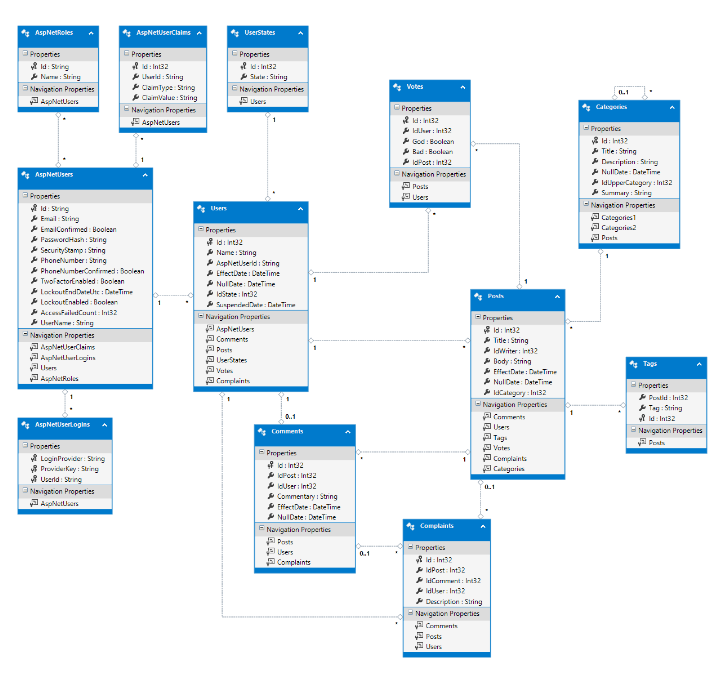 AspNetRoles
Properties
Id : String
Name : String
Navigation Properties
AspNetUsers
AspNetUserClaims
Properties
Id : Int32
UserId : String
ClaimType : String
ClaimValue : String
Navigation Properties
AspNetUsers
UserStates
Properties
Id : Int32
State : String
Navigation Properties
Users
Votes
Properties
Id : Int32
IdUser : Int32
God : Boolean
Bad : Boolean
IdPost : Int32
Navigation Properties
Posts
Users
0..1
*
Categories
Properties
Id : Int32
Title : String
Description : String
NullDate : DateTime
IdUpperCategory : Int32
Summary : String
Navigation Properties
Categories1
Categories2
Posts
*
*
*
1
1
*
*
1
*
1
1
*
AspNetUsers
Properties
Id : String
Email : String
EmailConfirmed : Boolean
PasswordHash : String
SecurityStamp : String
PhoneNumber : String
PhoneNumberConfirmed : Boolean
TwoFactorEnabled : Boolean
LockoutEndDateUtc : DateTime
LockoutEnabled : Boolean
AccessFailedCount : Int32
UserName : String
Navigation Properties
AspNetUserClaims
AspNetUserLogins
Users
AspNetRoles
1
*
Users
Properties
Id : Int32
Name : String
AspNetUserId : String
EffectDate : DateTime
NullDate : DateTime
IdState : Int32
SuspendedDate : DateTime
Navigation Properties
AspNetUsers
Comments
Posts
UserStates
Votes
Complaints
1
*
1
*
Posts
Properties
Id : Int32
Title : String
IdWriter : Int32
Body : String
EffectDate : DateTime
NullDate : DateTime
IdCategory : Int32
Navigation Properties
Comments
Users
Tags
Votes
Complaints
Categories
1
*
Tags
Properties
PostId : Int32
Tag : String
Id : Int32
Navigation Properties
Posts
1
*
AspNetUserLogins
Properties
LoginProvider : String
ProviderKey : String
UserId : String
Navigation Properties
AspNetUsers
1
1
0..1
Comments
Properties
Id : Int32
IdPost : Int32
IdUser : Int32
Commentary : String
EffectDate : DateTime
NullDate : DateTime
Navigation Properties
Posts
Users
Complaints
*
1
0..1
*
0..1
*
*
Complaints
Properties
Id : Int32
IdPost : Int32
IdComment : Int32
IdUser : Int32
Description : String
Navigation Properties
Comments
Posts
Users